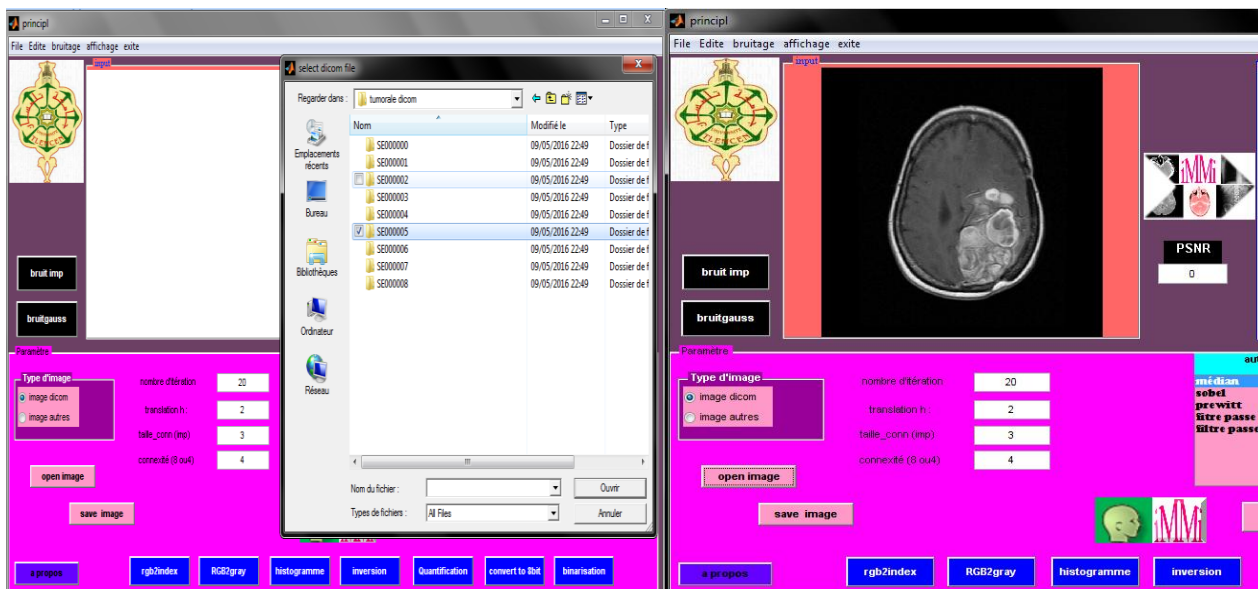 principl
File Edite bruitage affichage exite
input
TLEMCEN
bruit imp
bruitgauss
select dicom file
Regarder dans : tumorale dicom
Nom Modifié le Type
SE000000 09/05/2016 22:49 Dossier de f
SE000001 09/05/2016 22:49 Dossier de f
SE000002 09/05/2016 22:49 Dossier de f
SE000003 09/05/2016 22:49 Dossier de f
SE000004 09/05/2016 22:49 Dossier de f
SE000005 09/05/2016 22:49 Dossier de f
SE000006 09/05/2016 22:49 Dossier de f
SE000007 09/05/2016 22:49 Dossier de f
SE000008 09/05/2016 22:49 Dossier de f
Emplacements
récents
Bureau
Bibliothèques
Ordinateur
Réseau
Nom du fichier : Ouvrir
Types de fichiers : All Files Annuler
Paramètre
Type d'image
image dicom
image autres
nombre d'itération 20
translation h : 2
taille_conn (imp) 3
connexité (8 ou4) 4
open image
save image
a propos
rgb2index
RGB2gray
histogramme
inversion
Quantification
convert to 8bit
binarisation
principl
File Edite bruitage affichage exite
input
TLEMCEN
iMMi
PSNR
0
bruit imp
bruitgauss
Paramètre
Type d'image
image dicom
image autres
nombre d'itération 20
translation h : 2
taille_conn (imp) 3
connexité (8 ou4) 4
aut
médian
sobel
prewitt
filtre passe
open image
save image
iMMi
a propos
rgb2index
RGB2gray
histogramme
inversion